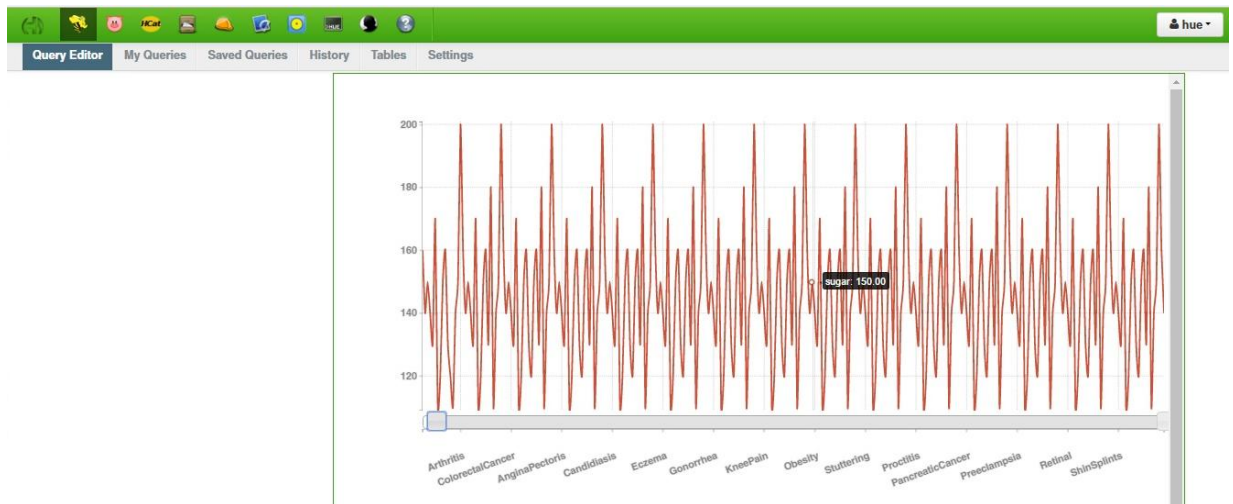 HCat HUE hue
Query Editor My Queries Saved Queries History Tables Settings
200
180
160
sugar: 150.00
140
120
Arthritis
ColorectalCancer
AnginaPectoris
Candidiasis
Eczema
Gonorrhea
KneePain
Obesity
Stuttering
Proctitis
PancreaticCancer
Preeclampsia
Retinal
ShinSplints